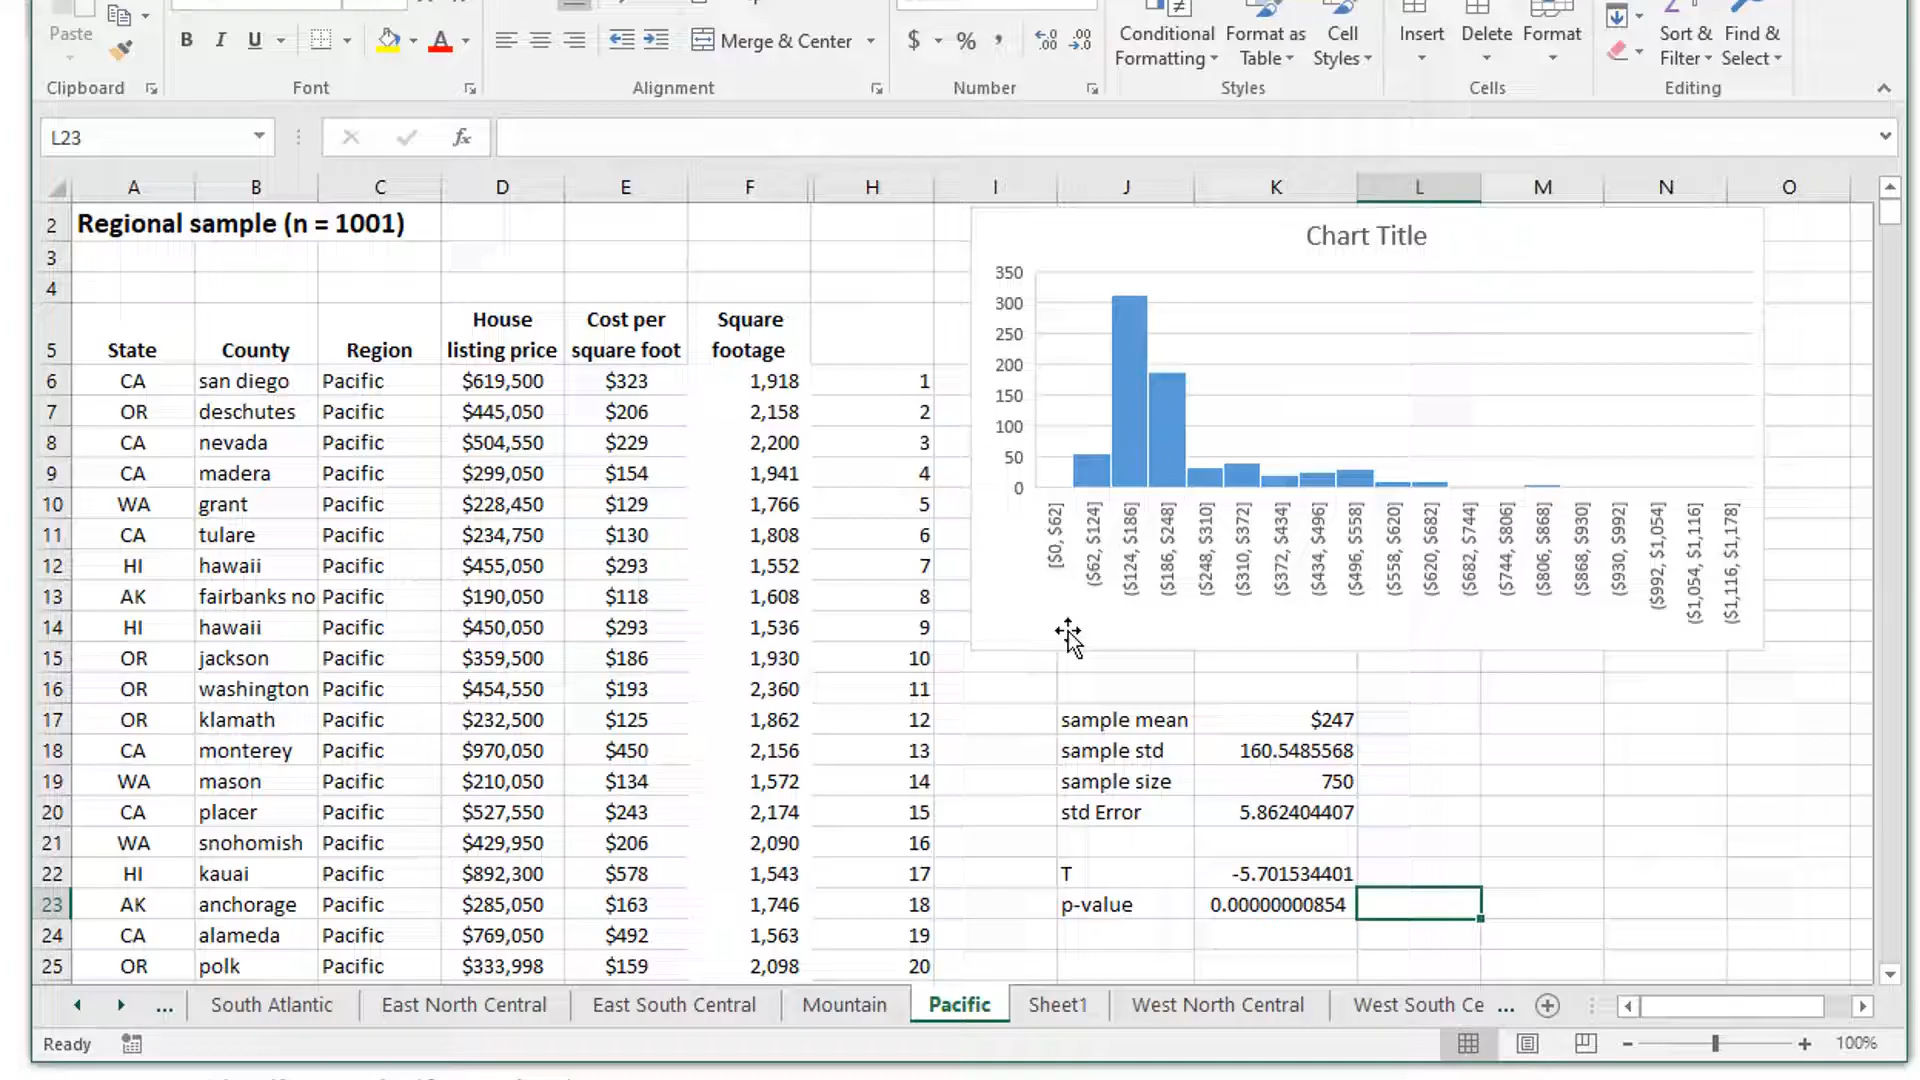 Paste
B I U
A
Merge & Center
$ % ,
Conditional Formatting
Format as Table
Cell Styles
Insert
Delete
Format
Sort & Filter
Find & Select
Clipboard Font Alignment Number Styles Cells Editing
L23 fx
A B C D E F H I J K L M N O
2 Regional sample (n = 1001)
3
4
5 State County Region House listing price Cost per square foot Square footage
6 CA san diego Pacific $619,500 $323 1,918 1
7 OR deschutes Pacific $445,050 $206 2,158 2
8 CA nevada Pacific $504,550 $229 2,200 3
9 CA madera Pacific $299,050 $154 1,941 4
10 WA grant Pacific $228,450 $129 1,766 5
11 CA tulare Pacific $234,750 $130 1,808 6
12 HI hawaii Pacific $455,050 $293 1,552 7
13 AK fairbanks no Pacific $190,050 $118 1,608 8
14 HI hawaii Pacific $450,050 $293 1,536 9
15 OR jackson Pacific $359,500 $186 1,930 10
16 OR washington Pacific $454,550 $193 2,360 11
17 OR klamath Pacific $232,500 $125 1,862 12
18 CA monterey Pacific $970,050 $450 2,156 13
19 WA mason Pacific $210,050 $134 1,572 14
20 CA placer Pacific $527,550 $243 2,174 15
21 WA snohomish Pacific $429,950 $206 2,090 16
22 HI kauai Pacific $892,300 $578 1,543 17
23 AK anchorage Pacific $285,050 $163 1,746 18
24 CA alameda Pacific $769,050 $492 1,563 19
25 OR polk Pacific $333,998 $159 2,098 20
Chart Title
350
300
250
200
150
100
50
0
[$0, $62]
($62, $124]
($124, $186]
($186, $248]
($248, $310]
($310, $372]
($372, $434]
($434, $496]
($496, $558]
($558, $620]
($620, $682]
($682, $744]
($744, $806]
($806, $868]
($868, $930]
($930, $992]
($992, $1,054]
($1,054, $1,116]
($1,116, $1,178]
sample mean $247
sample std 160.5485568
sample size 750
std Error 5.862404407
T -5.701534401
p-value 0.00000000854
... South Atlantic East North Central East South Central Mountain Pacific Sheet1 West North Central West South Ce ...
Ready 100%